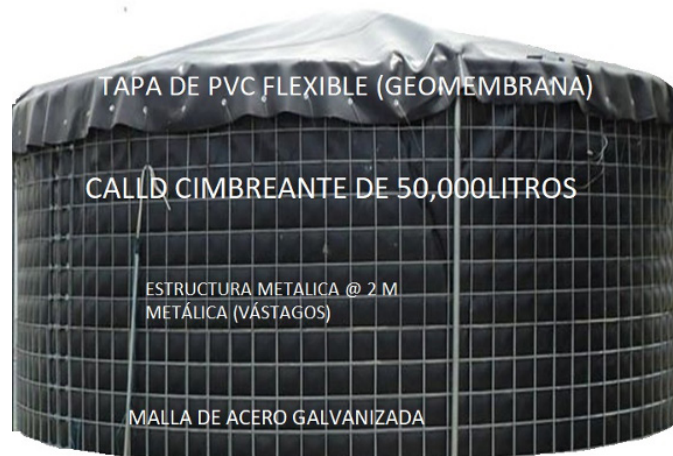 TAPA DE PVC FLEXIBLE (GEOMEMBRANA)
CALLD CIMBREANTE DE 50,000LITROS
ESTRUCTURA METALICA @ 2 M
METÁLICA (VÁSTAGOS)
MALLA DE ACERO GALVANIZADA